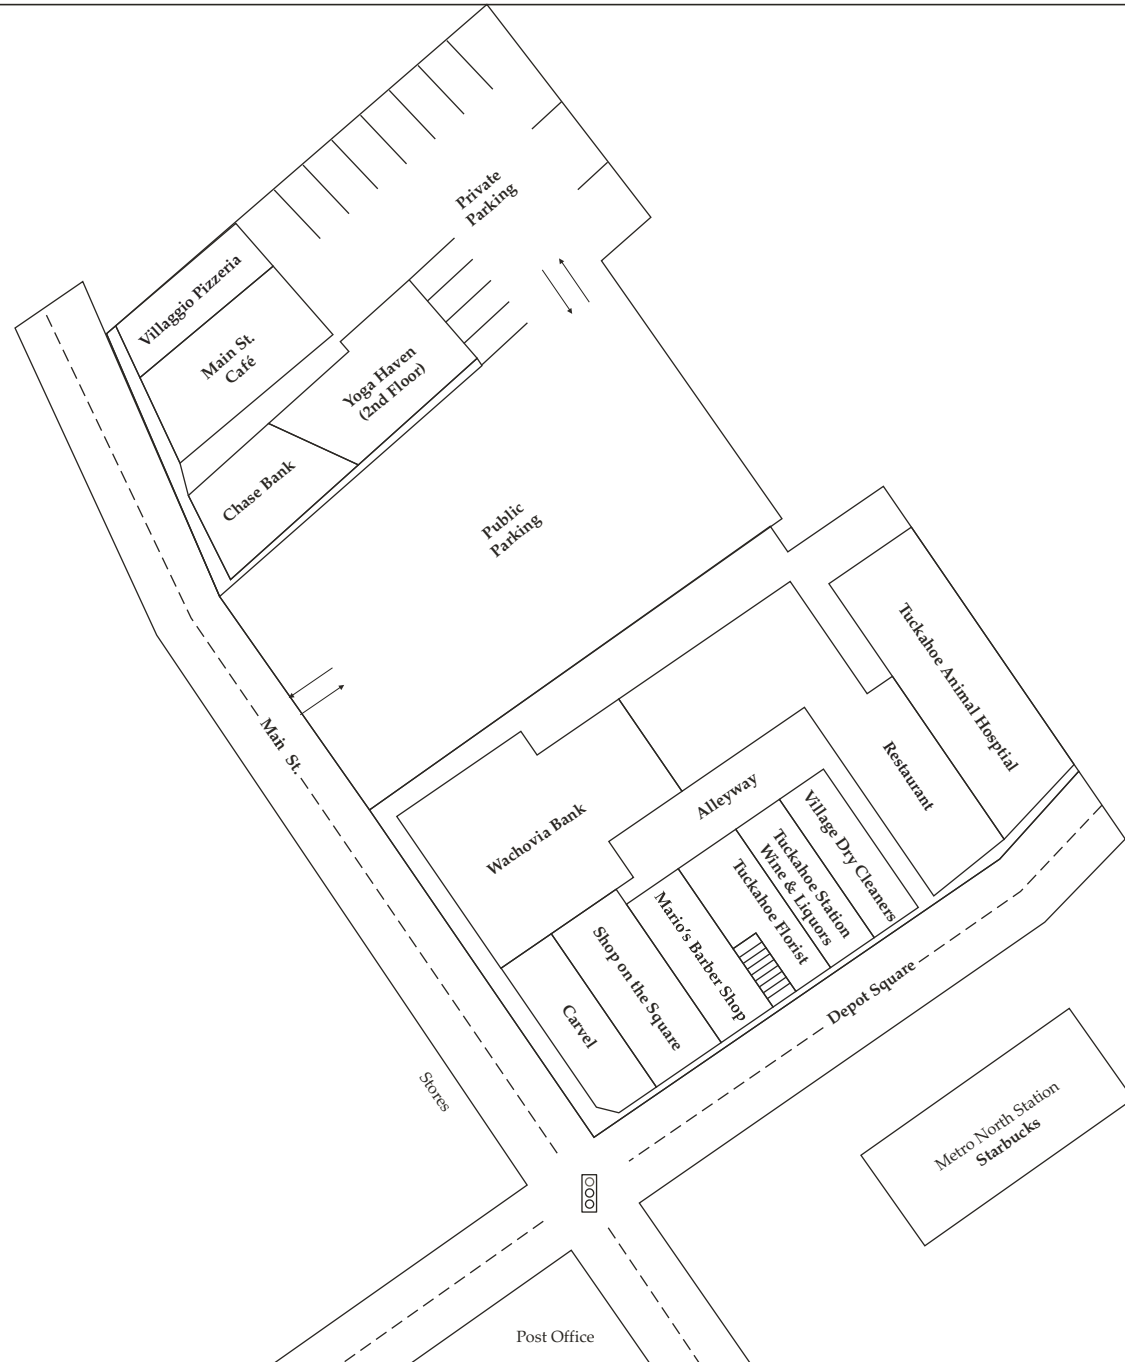 Private
Parking
Villaggio Pizzeria
Main St.
Café
Yoga Haven
(2nd Floor)
Chase Bank
Public
Parking
Main St.
Tuckahoe Animal Hosptial
Restaurant
Alleyway
Wachovia Bank
Village Dry Cleaners
Tuckahoe Station
Wine & Liquors
Tuckahoe Florist
Mario's Barber Shop
Shop on the Square
Carvel
Depot Square
Stores
Metro North Station
Starbucks
Post Office